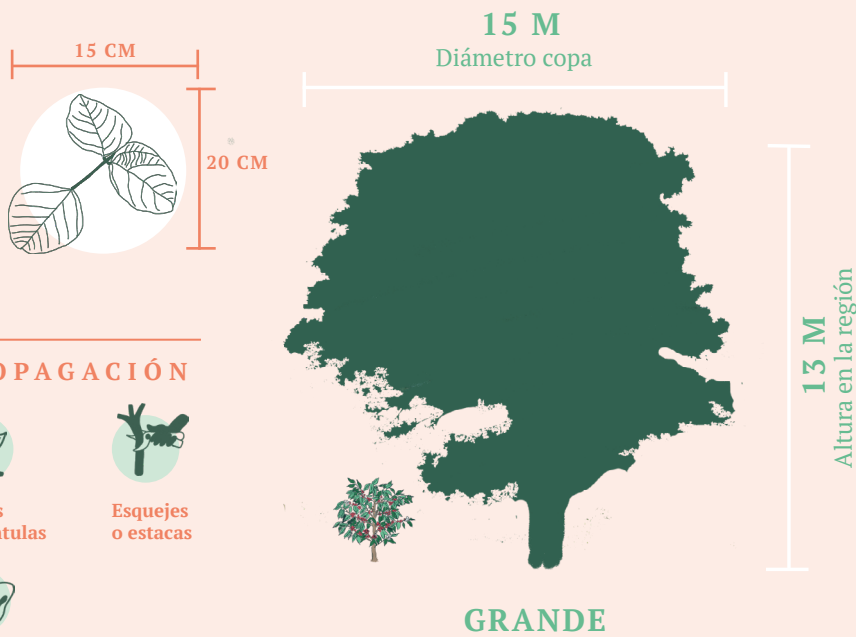 15 CM
20 CM
15 M
Diámetro copa
13 M
Altura en la región
OPAGACIÓN
Esquejes
o estacas
GRANDE